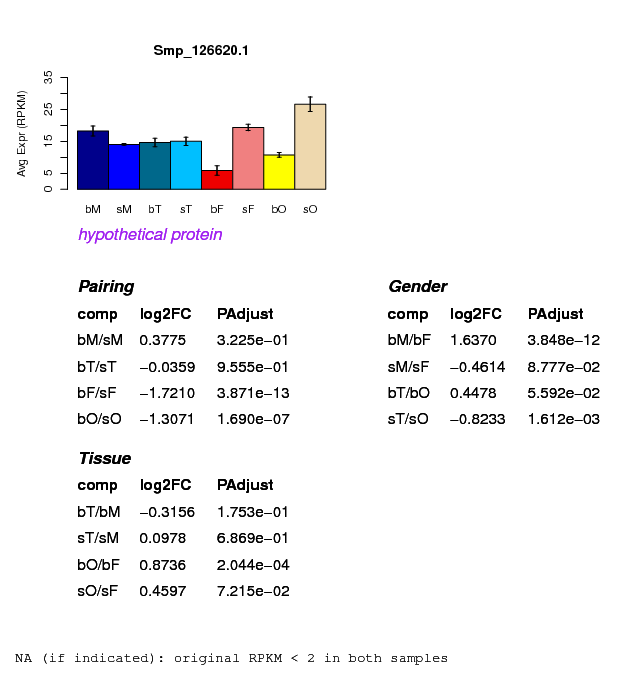 Smp_126620.1
Avg Expr (RPKM)
35
25
15
5
0
bM sM bT sT bF sF bO sO
hypothetical protein
Pairing
comp log2FC PAdjust
bM/sM 0.3775 3.225e−01
bT/sT −0.0359 9.555e−01
bF/sF −1.7210 3.871e−13
bO/sO −1.3071 1.690e−07
Gender
comp log2FC PAdjust
bM/bF 1.6370 3.848e−12
sM/sF −0.4614 8.777e−02
bT/bO 0.4478 5.592e−02
sT/sO −0.8233 1.612e−03
Tissue
comp log2FC PAdjust
bT/bM −0.3156 1.753e−01
sT/sM 0.0978 6.869e−01
bO/bF 0.8736 2.044e−04
sO/sF 0.4597 7.215e−02
NA (if indicated): original RPKM < 2 in both samples